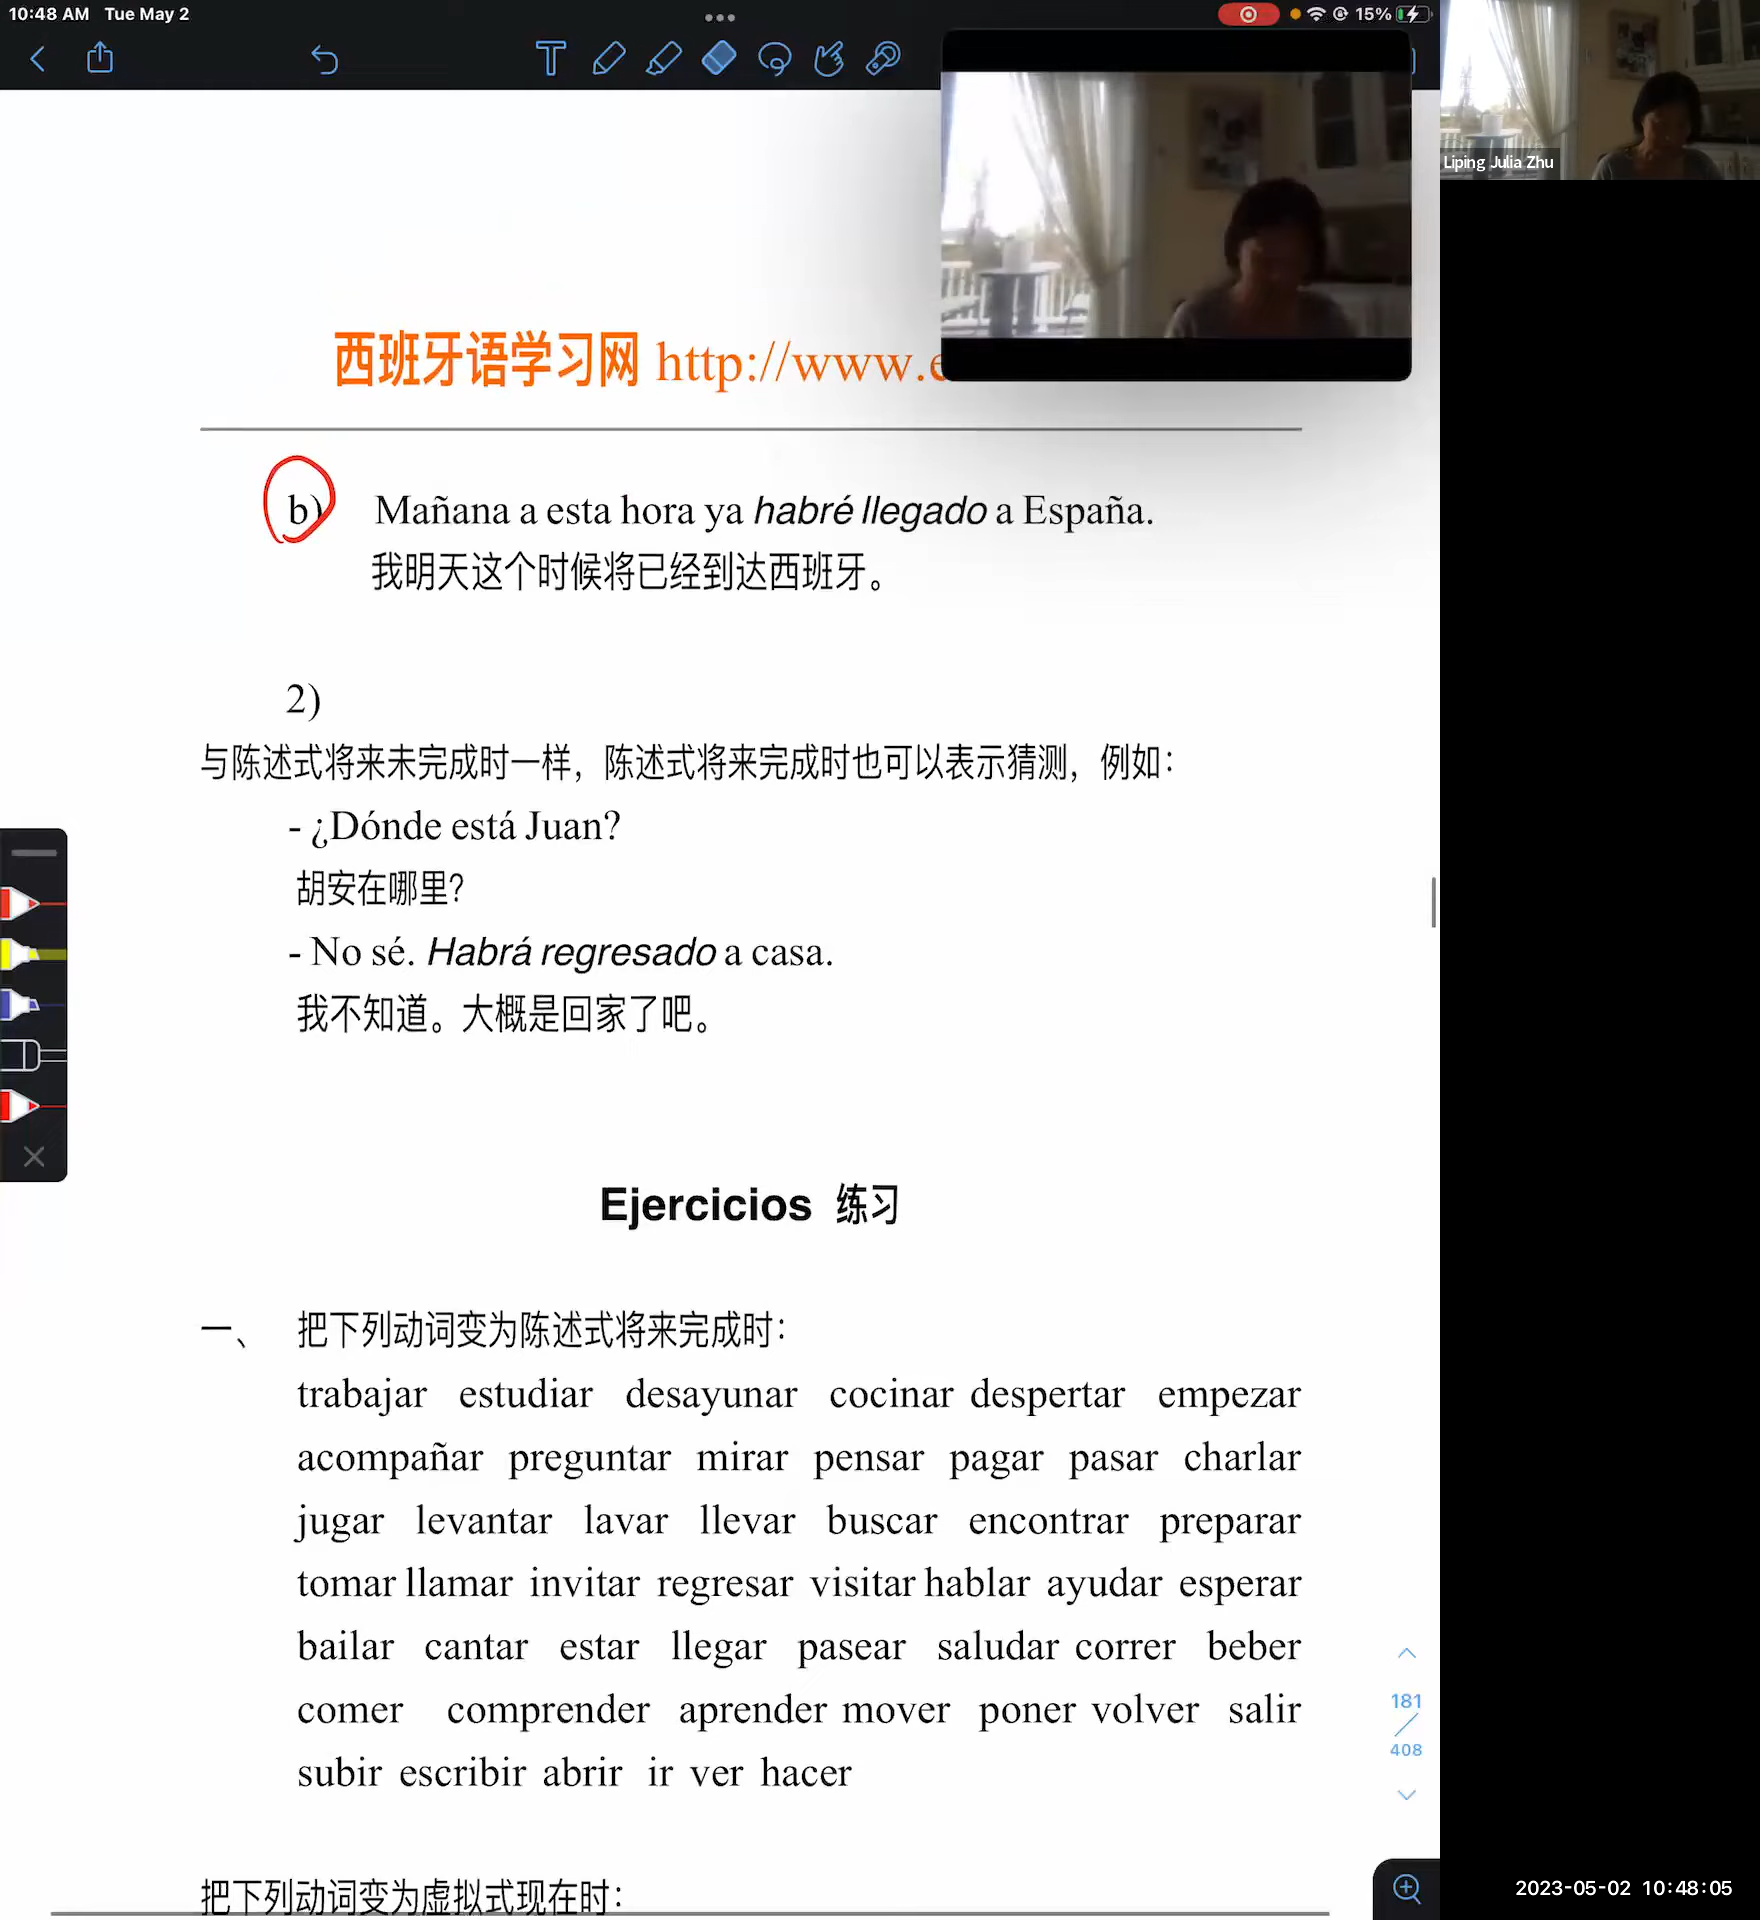 10:48 AM Tue May 2
15%
Liping Julia Zhu
西班牙语学习网 http://www.
b) Mañana a esta hora ya habré llegado a España.
我明天这个时候将已经到达西班牙。
2)
与陈述式将来未完成时一样，陈述式将来完成时也可以表示猜测，例如：
- ¿Dónde está Juan?
胡安在哪里？
- No sé. Habrá regresado a casa.
我不知道。大概是回家了吧。
Ejercicios 练习
一、 把下列动词变为陈述式将来完成时：
trabajar estudiar desayunar cocinar despertar empezar
acompañar preguntar mirar pensar pagar pasar charlar
jugar levantar lavar llevar buscar encontrar preparar
tomar llamar invitar regresar visitar hablar ayudar esperar
bailar cantar estar llegar pasear saludar correr beber
comer comprender aprender mover poner volver salir
subir escribir abrir ir ver hacer
181
408
把下列动词变为虚拟式现在时：
2023-05-02 10:48:05